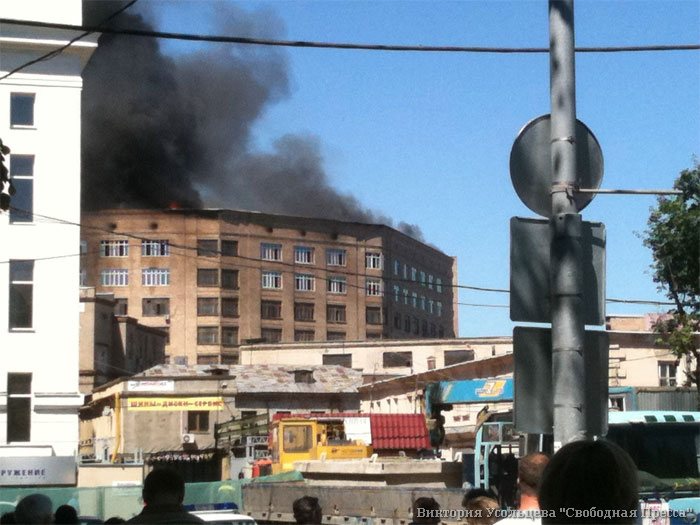 ШИНЫ-ДИСКИ-СЕРВИС
РУЖЕНИЕ
Виктория Усольцева "Свободная Пресса"